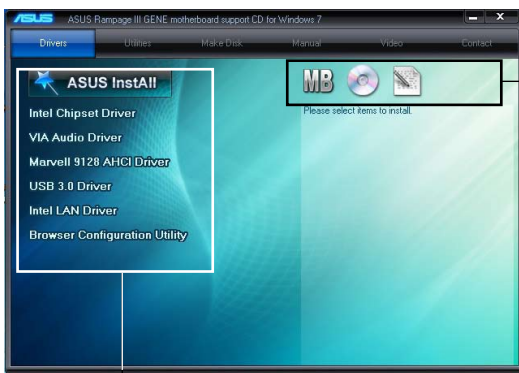 ASUS ASUS Rampage III GENE motherboard support CD for Windows 7
Drivers Utilities Make Disk Manual Video Contact
ASUS InstAll
MB
Please select items to install.
Intel Chipset Driver
VIA Audio Driver
Marvell 9128 AHCI Driver
USB 3.0 Driver
Intel LAN Driver
Browser Configuration Utility